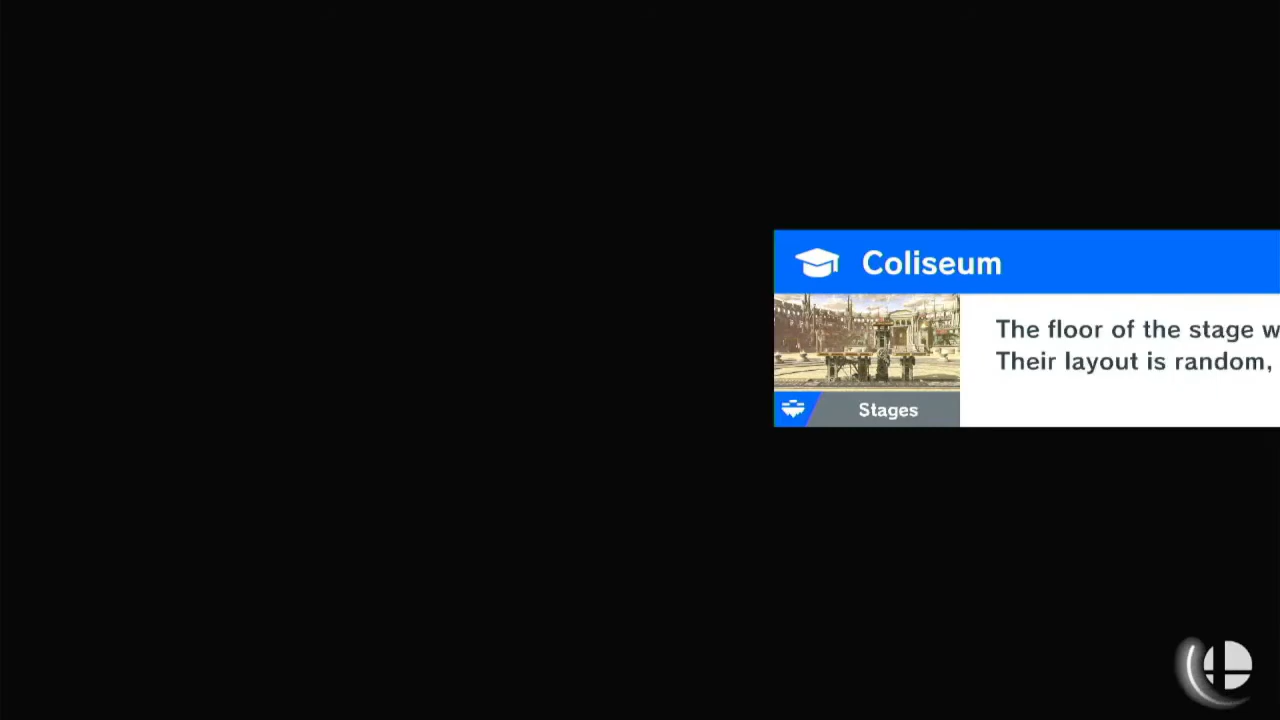 Coliseum
The floor of the stage
Their layout is random,
Stages